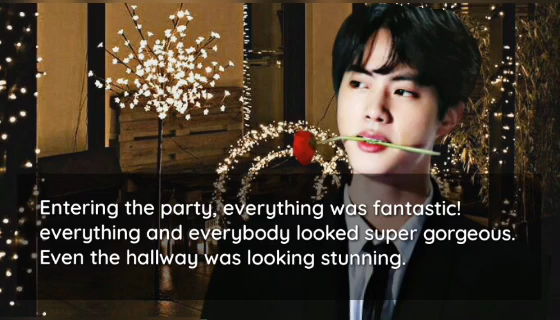 Entering the party, everything was fantastic!
everything and everybody looked super gorgeous.
Even the hallway was looking stunning.